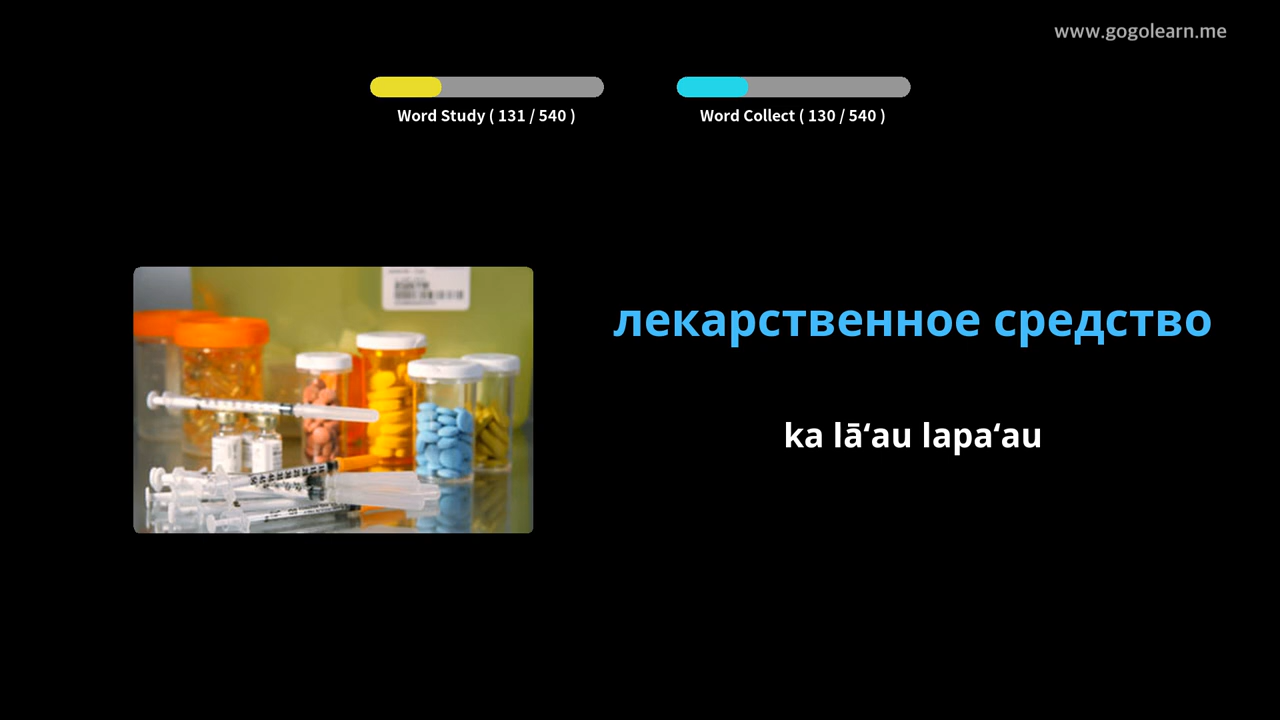 www.gogolearn.me
Word Study ( 131 / 540 )
Word Collect ( 130 / 540 )
лекарственное средство
ka lāʻau lapaʻau